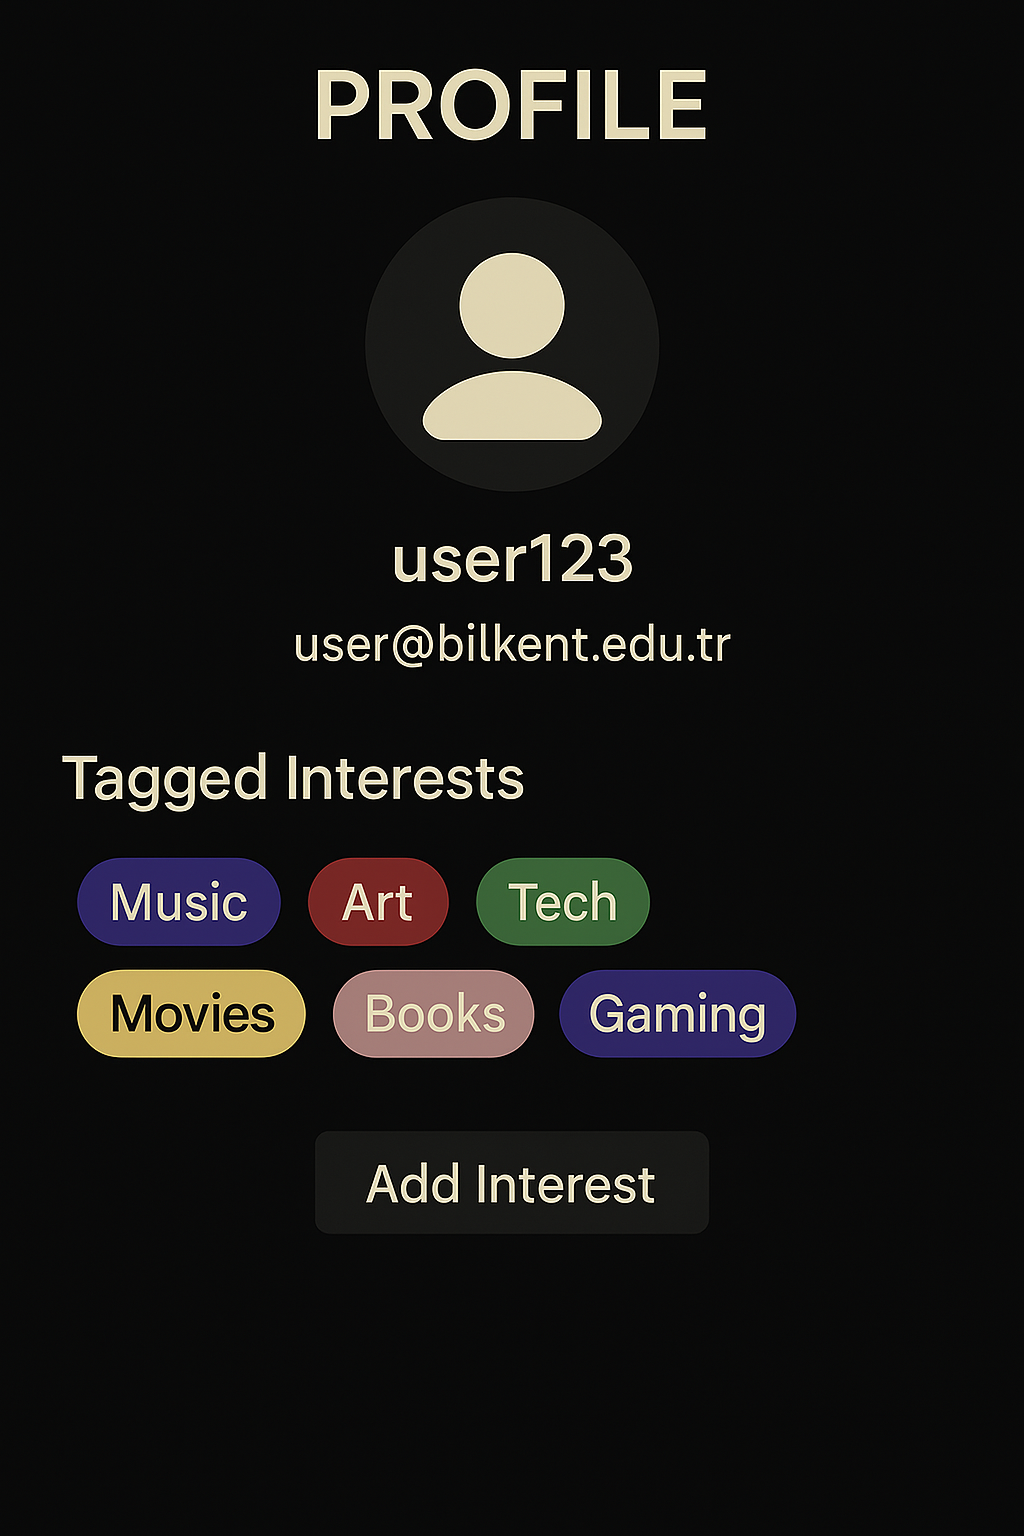 PROFILE
user123
user@bilkent.edu.tr
Tagged Interests
Music Art Tech
Movies Books Gaming
Add Interest